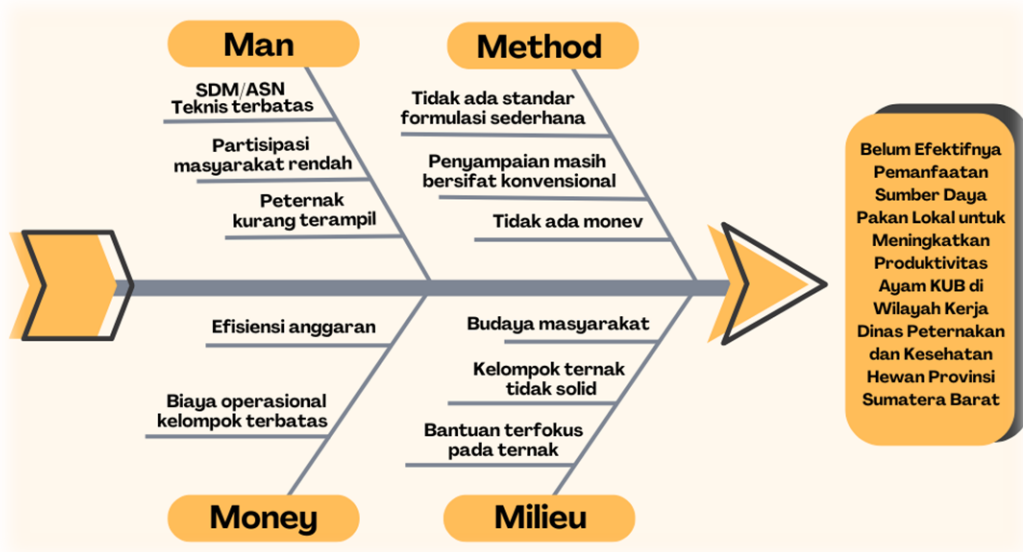 Man
SDM/ASN
Teknis terbatas
Partisipasi
masyarakat rendah
Peternak
kurang terampil
Method
Tidak ada standar
formulasi sederhana
Penyampaian masih
bersifat konvensional
Tidak ada monev
Efisiensi anggaran
Biaya operasional
kelompok terbatas
Money
Budaya masyarakat
Kelompok ternak
tidak solid
Bantuan terfokus
pada ternak
Milieu
Belum Efektifnya
Pemanfaatan
Sumber Daya
Pakan Lokal untuk
Meningkatkan
Produktivitas
Ayam KUB di
Wilayah Kerja
Dinas Peternakan
dan Kesehatan
Hewan Provinsi
Sumatera Barat